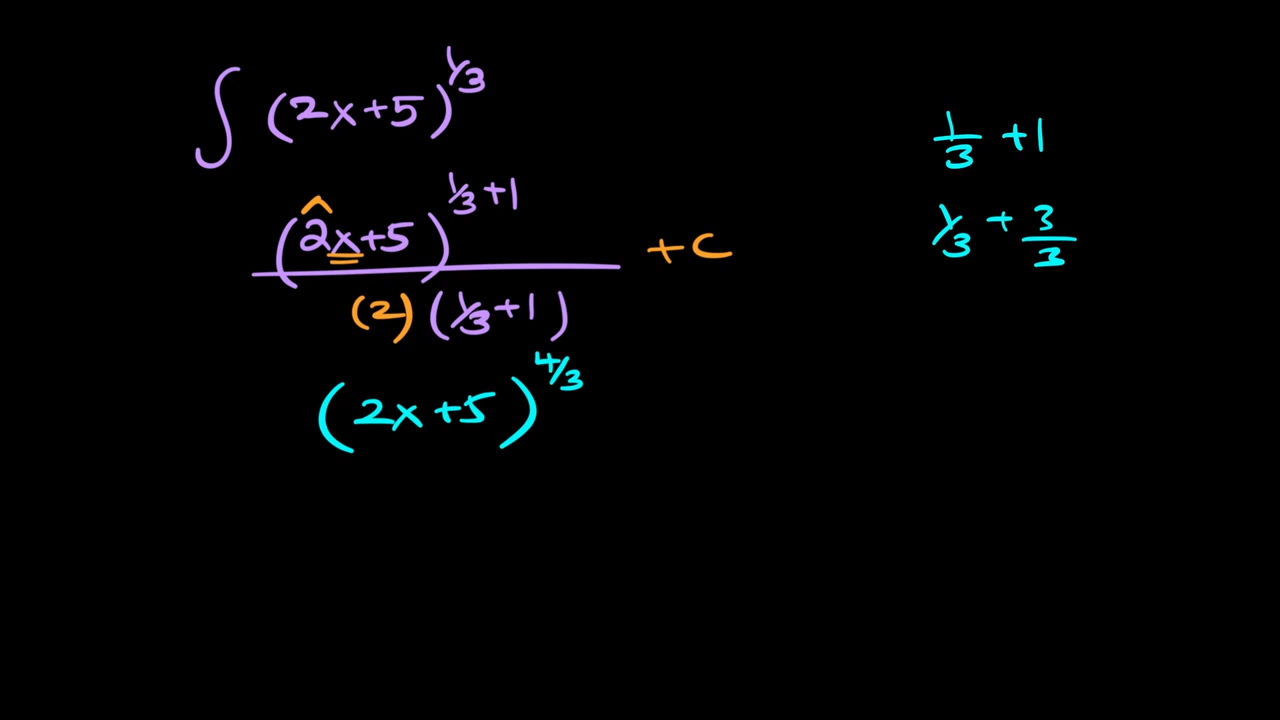 ∫ (2x+5)^1/3
(2x+5)^1/3+1
+ C
(2) (1/3+1)
(2x+5)^4/3
1/3 +1
1/3 + 3/3